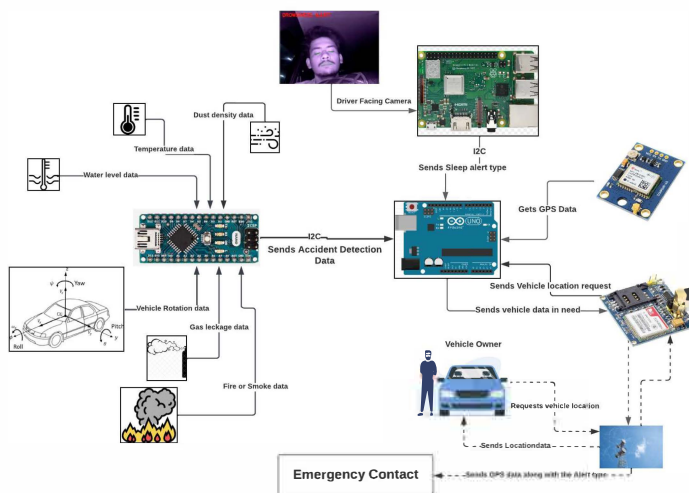 Driver Facing Camera
Dust density data
I2C
Temperature data
Sends Sleep alert type
Water level data
Gets GPS Data
UNO
ARDUINO
I2C
Sends Accident Detection
Data
Sends Vehicle location request
Yaw
Vehicle Rotation data
Pitch
Roll
Sends vehicle data in need
Gas leckage data
Vehicle Owner
Fire or Smoke data
Requests vehicle location
Sends Locationdata
Emergency Contact
Sends GPS data along with the Alert type